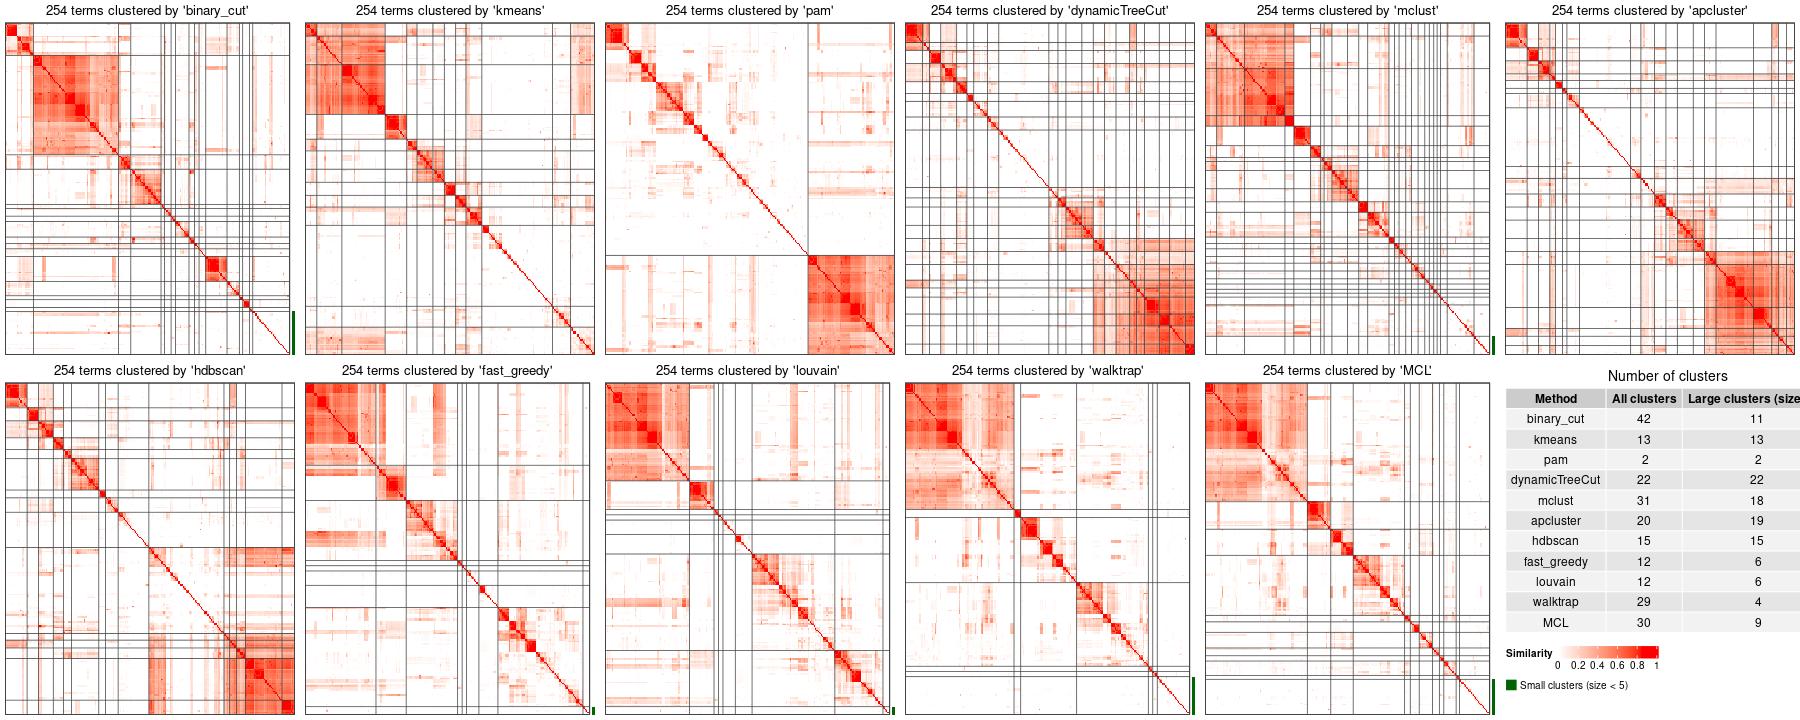 254 terms clustered by 'binary_cut'
254 terms clustered by 'kmeans'
254 terms clustered by 'pam'
254 terms clustered by 'dynamicTreeCut'
254 terms clustered by 'mclust'
254 terms clustered by 'apcluster'
254 terms clustered by 'hdbscan'
254 terms clustered by 'fast_greedy'
254 terms clustered by 'louvain'
254 terms clustered by 'walktrap'
254 terms clustered by 'MCL'
Number of clusters
Method All clusters Large clusters (size
binary_cut 42 11
kmeans 13 13
pam 2 2
dynamicTreeCut 22 22
mclust 31 18
apcluster 20 19
hdbscan 15 15
fast_greedy 12 6
louvain 12 6
walktrap 29 4
MCL 30 9
Similarity
0 0.2 0.4 0.6 0.8 1
Small clusters (size < 5)